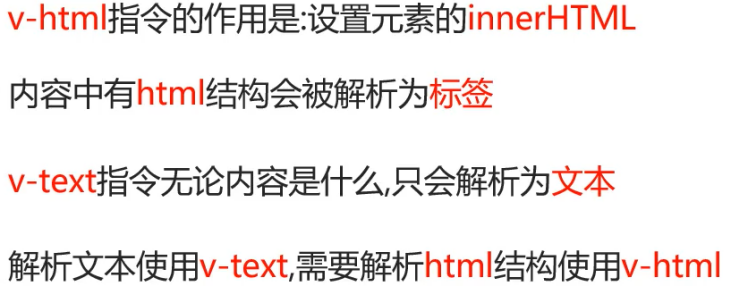 v-html指令的作用是:设置元素的innerHTML
内容中有html结构会被解析为标签
v-text指令无论内容是什么,只会解析为文本
解析文本使用v-text,需要解析html结构使用v-html